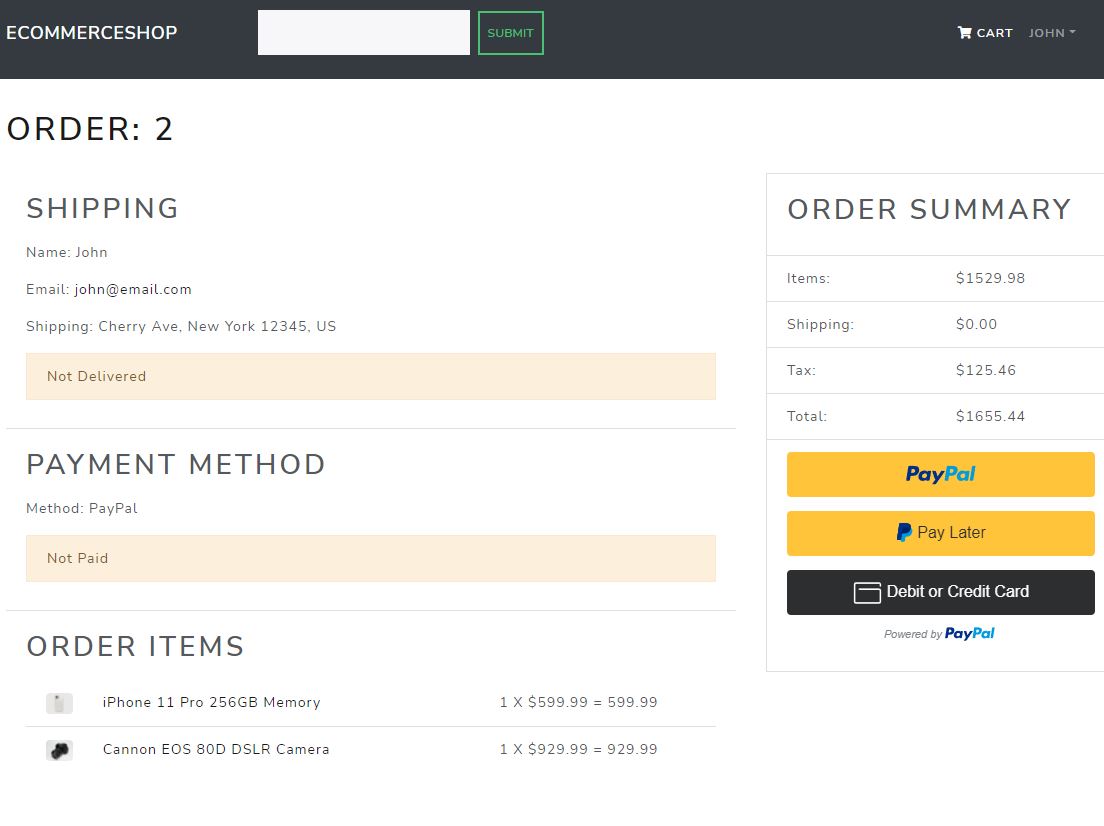 ECOMMERCESHOP SUBMIT CART JOHN
ORDER: 2
SHIPPING
Name: John
Email: john@email.com
Shipping: Cherry Ave, New York 12345, US
Not Delivered
PAYMENT METHOD
Method: PayPal
Not Paid
ORDER ITEMS
iPhone 11 Pro 256GB Memory 1 X $599.99 = 599.99
Cannon EOS 80D DSLR Camera 1 X $929.99 = 929.99
ORDER SUMMARY
Items: $1529.98
Shipping: $0.00
Tax: $125.46
Total: $1655.44
PayPal
Pay Later
Debit or Credit Card
Powered by PayPal